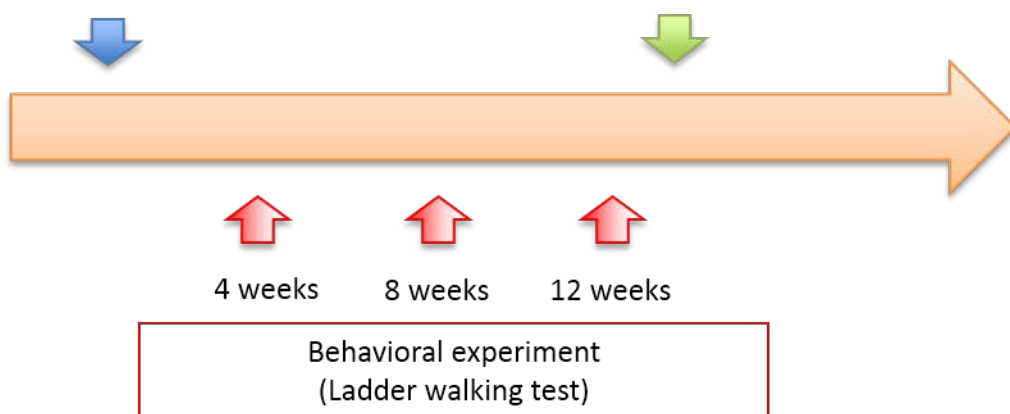 4 weeks 8 weeks 12 weeks
Behavioral experiment
(Ladder walking test)